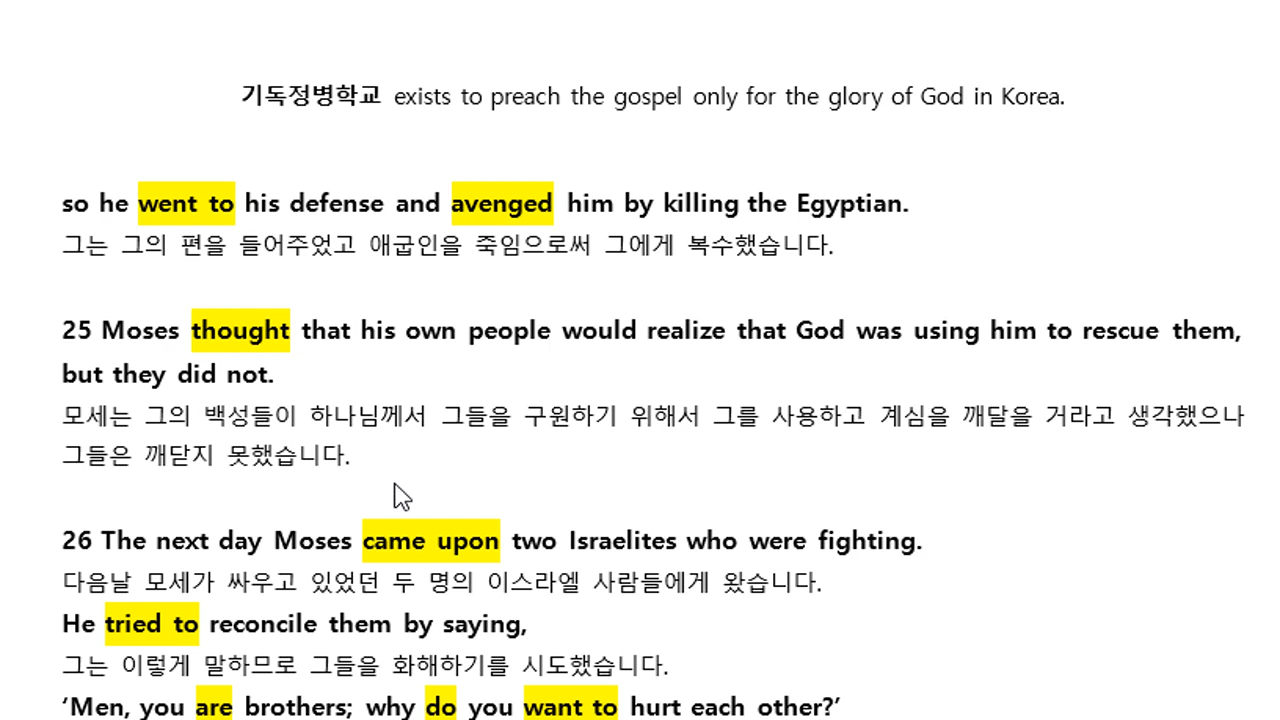 기독정병학교 exists to preach the gospel only for the glory of God in Korea.
so he went to his defense and avenged him by killing the Egyptian.
그는 그의 편을 들어주었고 애굽인을 죽임으로써 그에게 복수했습니다.
25 Moses thought that his own people would realize that God was using him to rescue them,
but they did not.
모세는 그의 백성들이 하나님께서 그들을 구원하기 위해서 그를 사용하고 계심을 깨달을 거라고 생각했으나
그들은 깨닫지 못했습니다.
26 The next day Moses came upon two Israelites who were fighting.
다음날 모세가 싸우고 있었던 두 명의 이스라엘 사람들에게 왔습니다.
He tried to reconcile them by saying,
그는 이렇게 말하므로 그들을 화해하기를 시도했습니다.
‘Men, you are brothers; why do you want to hurt each other?’